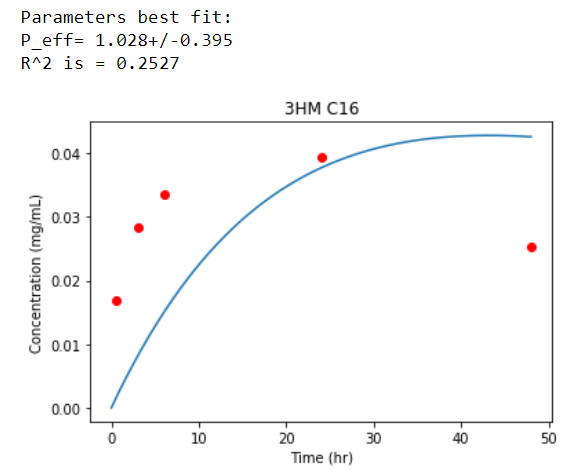 Parameters best fit:
P_eff= 1.028+/-0.395
R^2 is = 0.2527
3HM C16
Concentration (mg/mL)
0.04
0.03
0.02
0.01
0.00
0 10 20 30 40 50
Time (hr)